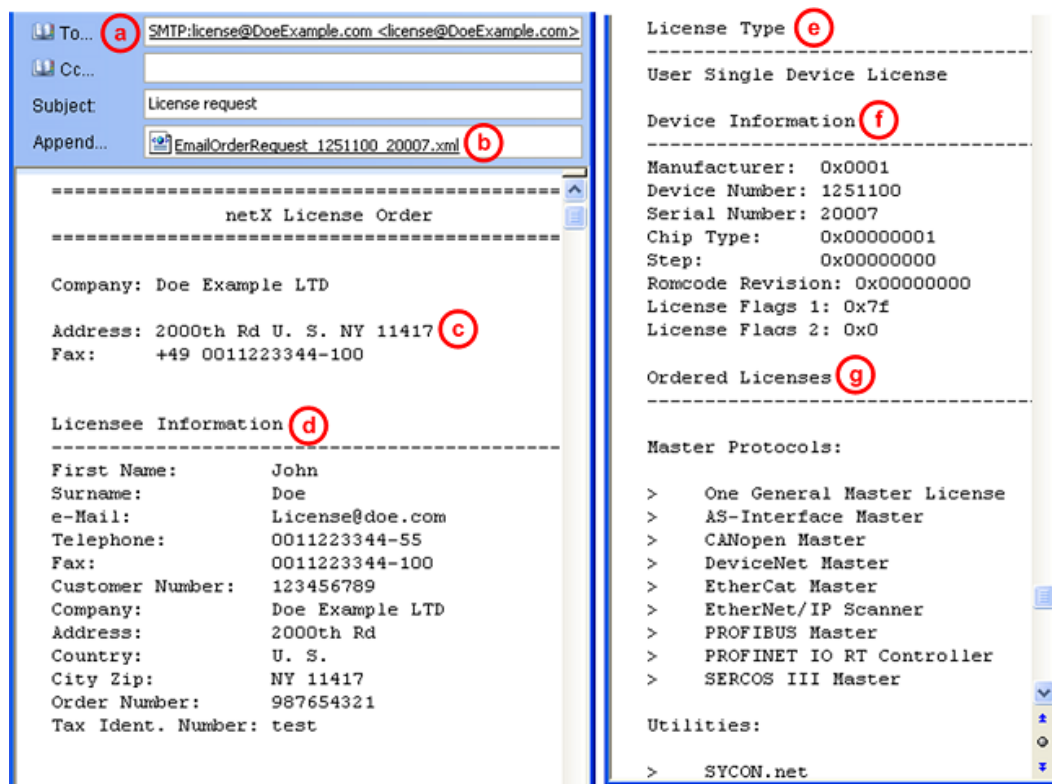 To... a SMTP:license@DoeExample.com <license@DoeExample.com>
Cc...
Subject: License request
Append... EmailOrderRequest_1251100_20007.xml b
================================================
netX License Order
================================================
Company: Doe Example LTD
Address: 2000th Rd U. S. NY 11417 c
Fax: +49 0011223344-100
Licensee Information d
------------------------------------------------
First Name: John
Surname: Doe
e-Mail: License@doe.com
Telephone: 0011223344-55
Fax: 0011223344-100
Customer Number: 123456789
Company: Doe Example LTD
Address: 2000th Rd
Country: U. S.
City Zip: NY 11417
Order Number: 987654321
Tax Ident. Number: test
License Type e
------------------------------------------------
User Single Device License
Device Information f
------------------------------------------------
Manufacturer: 0x0001
Device Number: 1251100
Serial Number: 20007
Chip Type: 0x00000001
Step: 0x00000000
Romcode Revision: 0x00000000
License Flags 1: 0x7f
License Flags 2: 0x0
Ordered Licenses g
------------------------------------------------
Master Protocols:
> One General Master License
> AS-Interface Master
> CANopen Master
> DeviceNet Master
> EtherCat Master
> EtherNet/IP Scanner
> PROFIBUS Master
> PROFINET IO RT Controller
> SERCOS III Master
Utilities:
> SYCON.net